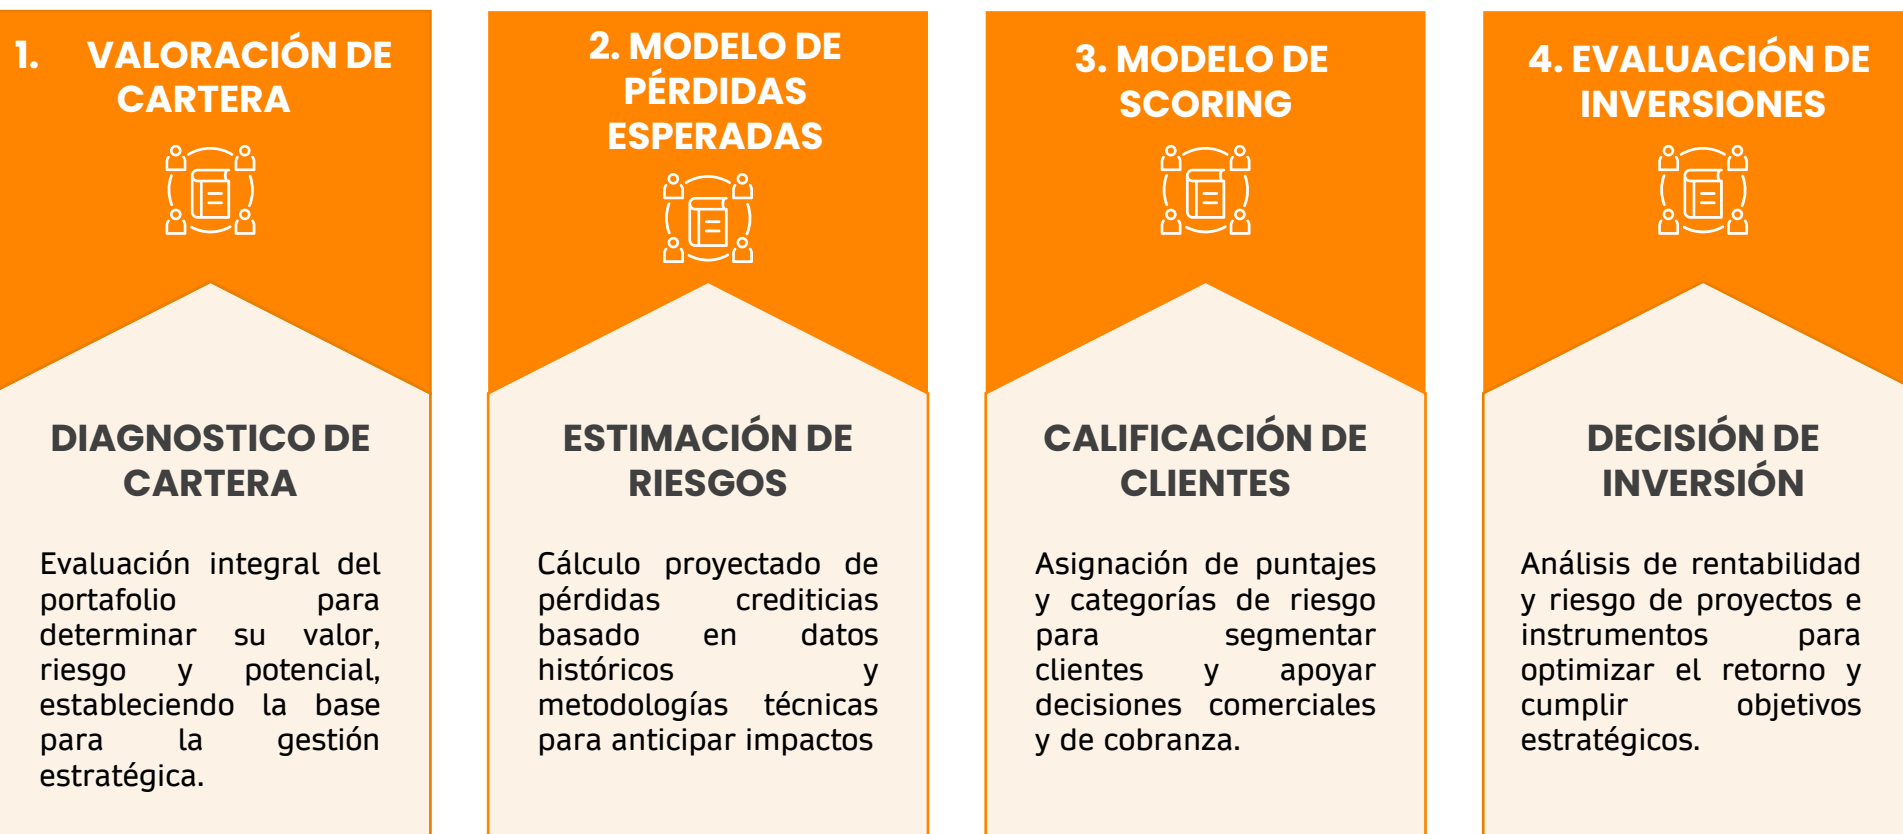 1. VALORACIÓN DE
CARTERA
DIAGNOSTICO DE
CARTERA
Evaluación integral del
portafolio para
determinar su valor,
riesgo y potencial,
estableciendo la base
para la gestión
estratégica.
2. MODELO DE
PÉRDIDAS
ESPERADAS
ESTIMACIÓN DE
RIESGOS
Cálculo proyectado de
pérdidas crediticias
basado en datos
históricos y
metodologías técnicas
para anticipar impactos
3. MODELO DE
SCORING
CALIFICACIÓN DE
CLIENTES
Asignación de puntajes
y categorías de riesgo
para segmentar
clientes y apoyar
decisiones comerciales
y de cobranza.
4. EVALUACIÓN DE
INVERSIONES
DECISIÓN DE
INVERSIÓN
Análisis de rentabilidad
y riesgo de proyectos e
instrumentos para
optimizar el retorno y
cumplir objetivos
estratégicos.